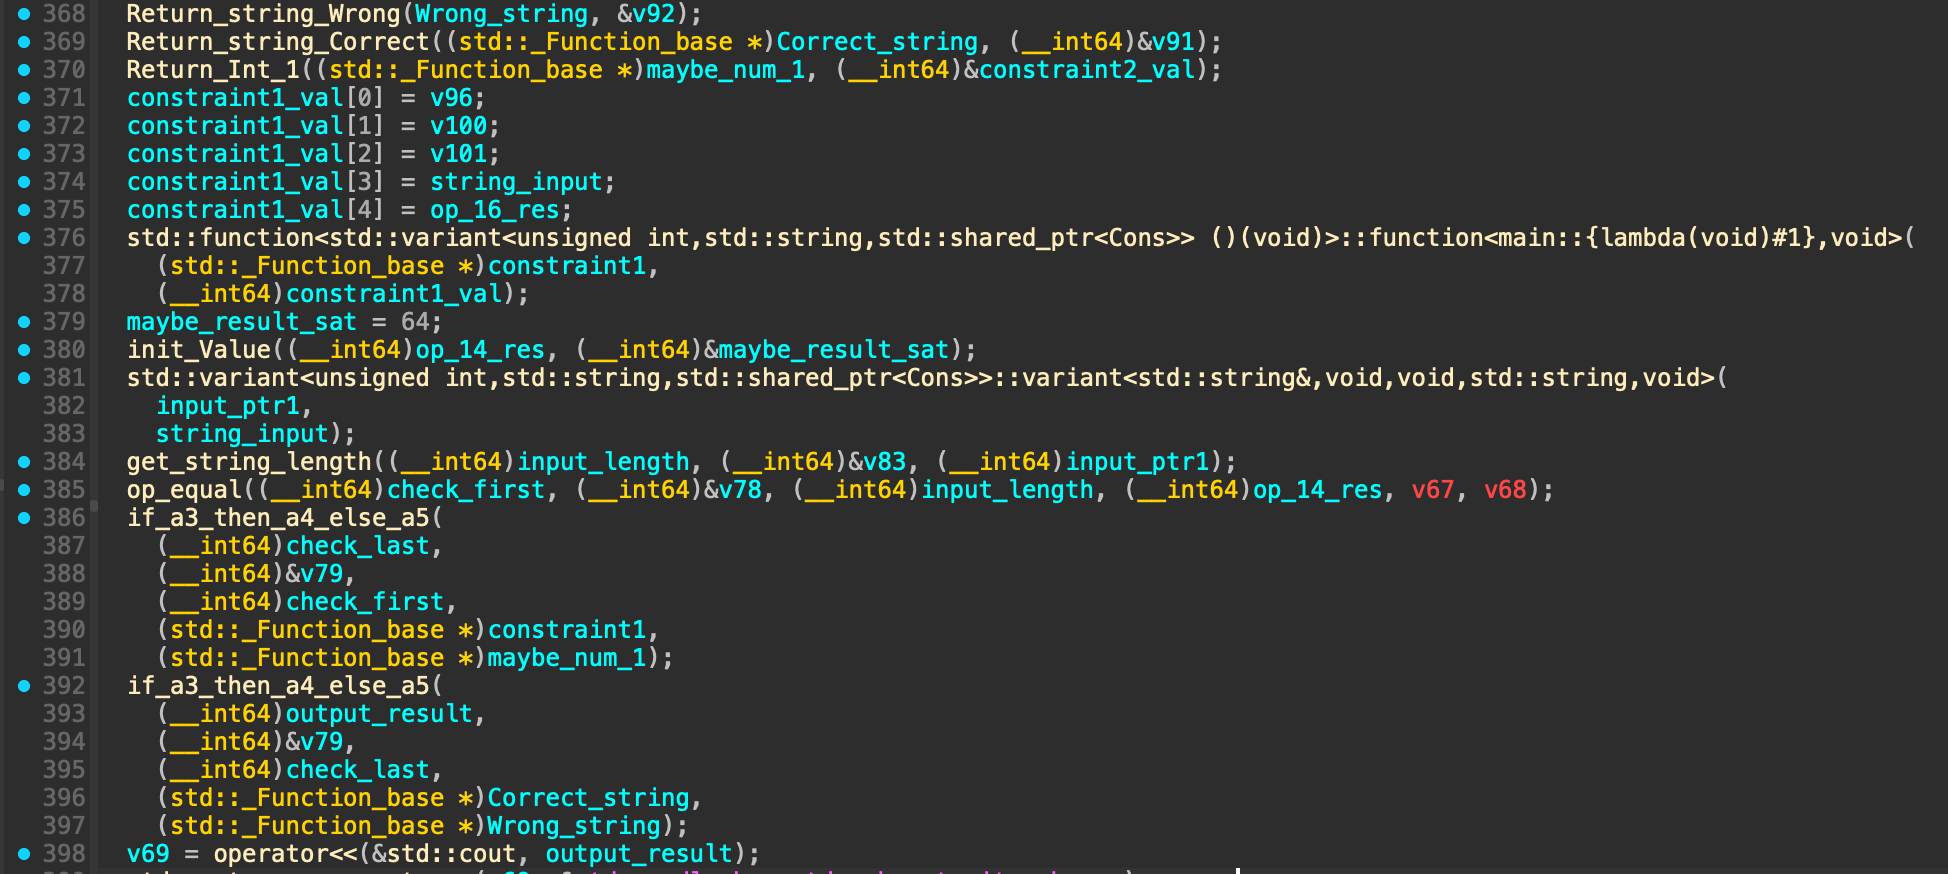 368 Return_string_Wrong(Wrong_string, &v92);
369 Return_string_Correct((std::_Function_base *)Correct_string, (__int64)&v91);
370 Return_Int_1((std::_Function_base *)maybe_num_1, (__int64)&constraint2_val);
371 constraint1_val[0] = v96;
372 constraint1_val[1] = v100;
373 constraint1_val[2] = v101;
374 constraint1_val[3] = string_input;
375 constraint1_val[4] = op_16_res;
376 std::function<std::variant<unsigned int,std::string,std::shared_ptr<Cons>> ()(void)>::function<main::{lambda(void)#1},void>(
377 (std::_Function_base *)constraint1,
378 (__int64)constraint1_val);
379 maybe_result_sat = 64;
380 init_Value((__int64)op_14_res, (__int64)&maybe_result_sat);
381 std::variant<unsigned int,std::string,std::shared_ptr<Cons>>::variant<std::string&,void,void,std::string,void>(
382 input_ptr1,
383 string_input);
384 get_string_length((__int64)input_length, (__int64)&v83, (__int64)input_ptr1);
385 op_equal((__int64)check_first, (__int64)&v78, (__int64)input_length, (__int64)op_14_res, v67, v68);
386 if_a3_then_a4_else_a5(
387 (__int64)check_last,
388 (__int64)&v79,
389 (__int64)check_first,
390 (std::_Function_base *)constraint1,
391 (std::_Function_base *)maybe_num_1);
392 if_a3_then_a4_else_a5(
393 (__int64)output_result,
394 (__int64)&v79,
395 (__int64)check_last,
396 (std::_Function_base *)Correct_string,
397 (std::_Function_base *)Wrong_string);
398 v69 = operator<<(&std::cout, output_result);